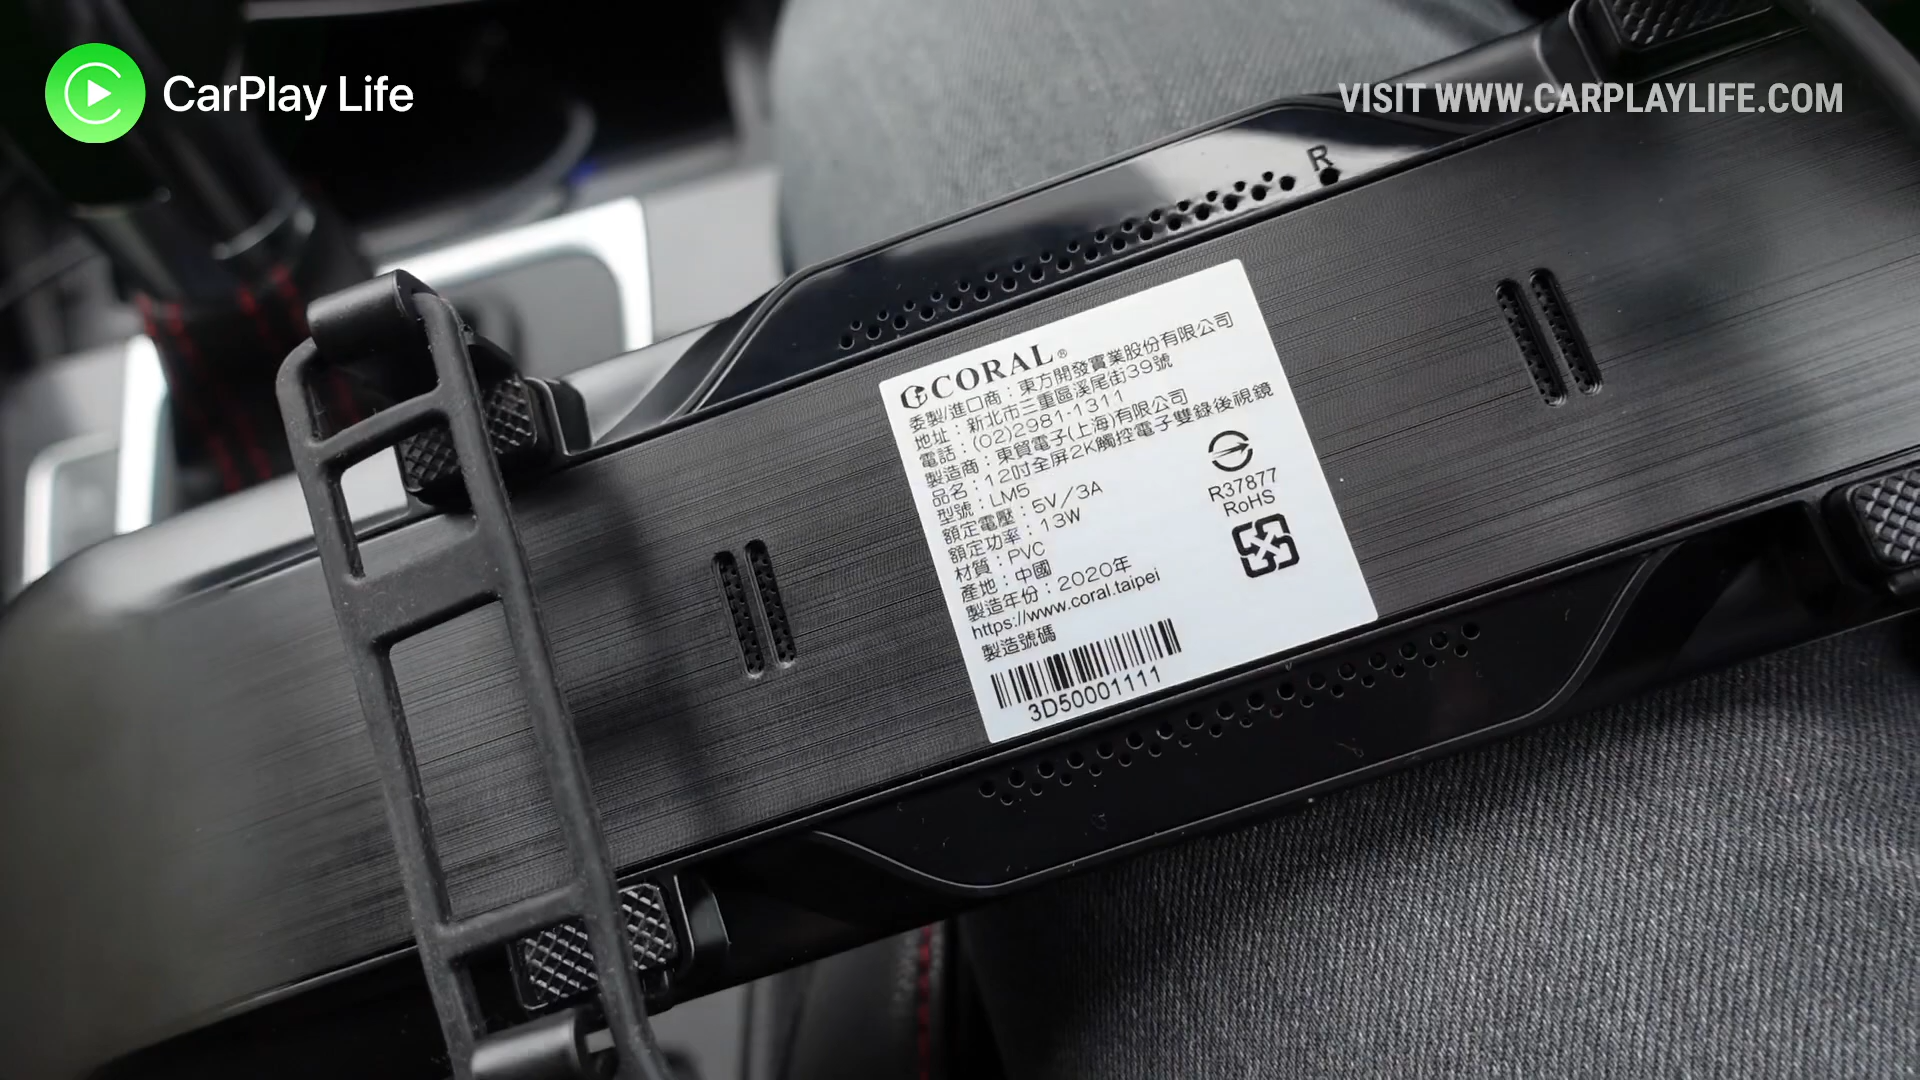 CarPlay Life
VISIT WWW.CARPLAYLIFE.COM
R
CORAL®
委製/進口商：東方開發實業股份有限公司
地址：新北市三重區溪尾街39號
電話：(02)2981-1311
製造商：東貿電子(上海)有限公司
品名：12吋全屏2K觸控電子雙錄後視鏡
型號：LM5
額定電壓：5V/3A
額定功率：13W
材質：PVC
產地：中國
製造年份：2020年
https://www.coral.taipei
製造號碼
3D50001111
R37877
RoHS